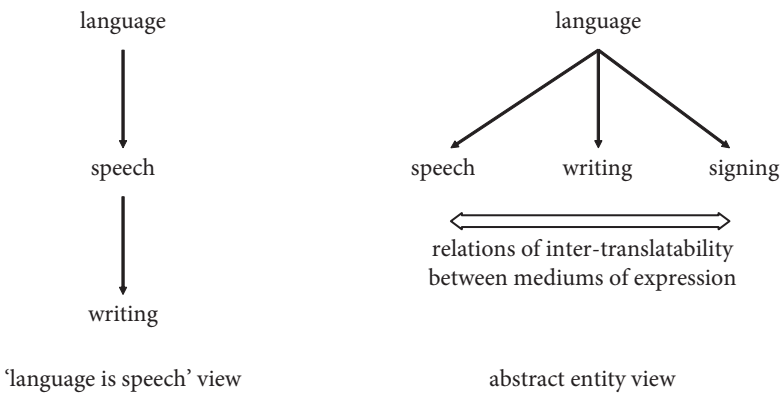 language
speech
writing
'language is speech' view
language
speech writing signing
relations of inter-translatability
between mediums of expression
abstract entity view